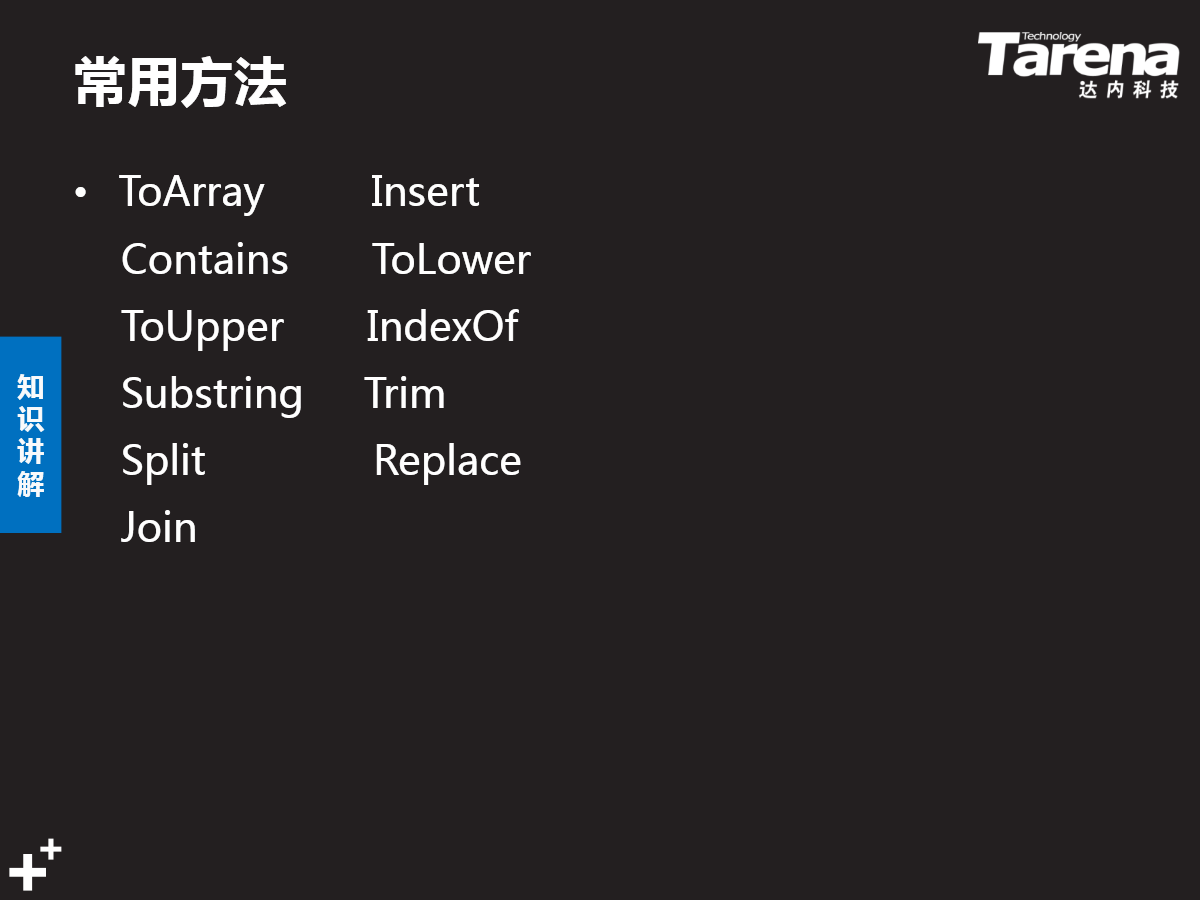 常用方法
Technology
Tarena
达内科技
• ToArray Insert
Contains ToLower
ToUpper IndexOf
Substring Trim
Split Replace
Join
知识讲解